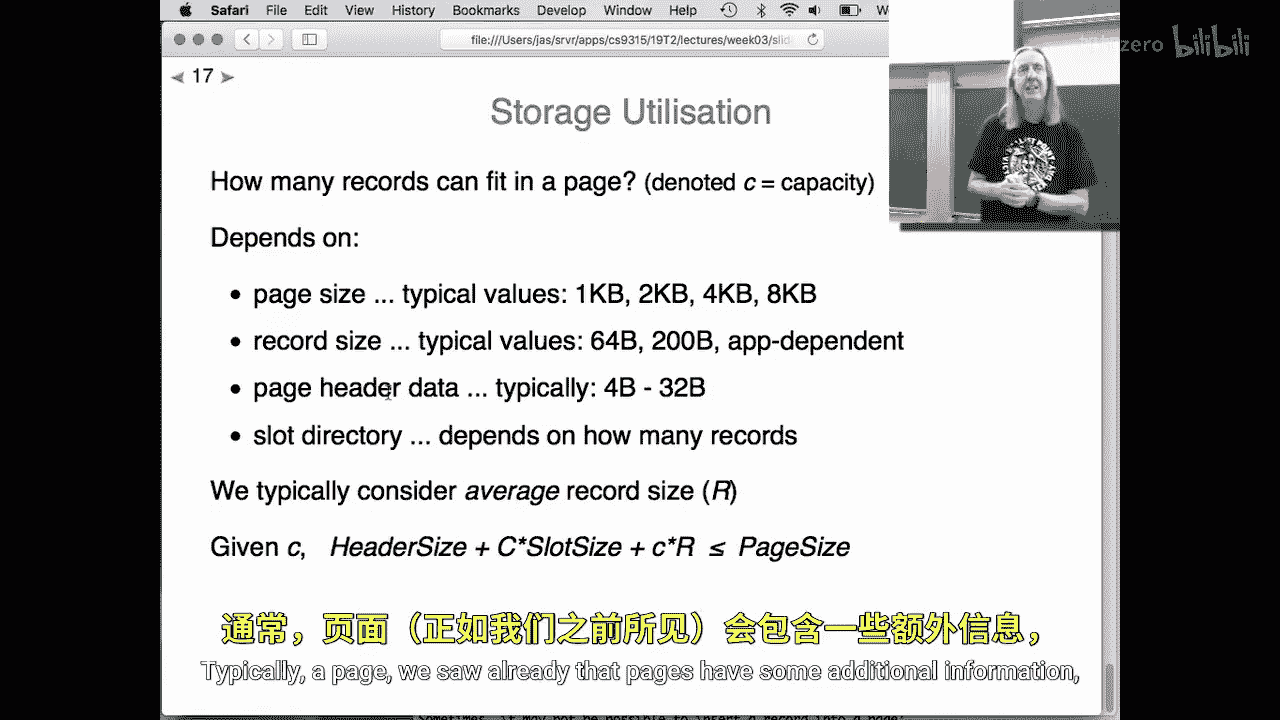 Safari File Edit View History Bookmarks Develop Window Help
file:///Users/jas/srvr/apps/cs9315/19T2/lectures/week03/slid
zero bilibili
17
Storage Utilisation
How many records can fit in a page? (denoted c = capacity)
Depends on:
• page size ... typical values: 1KB, 2KB, 4KB, 8KB
• record size ... typical values: 64B, 200B, app-dependent
• page header data ... typically: 4B - 32B
• slot directory ... depends on how many records
We typically consider average record size (R)
Given c, HeaderSize + C*SlotSize + c*R ≤ PageSize
通常，页面（正如我们之前所见）会包含一些额外信息，
Typically, a page, we saw already that pages have some additional information,